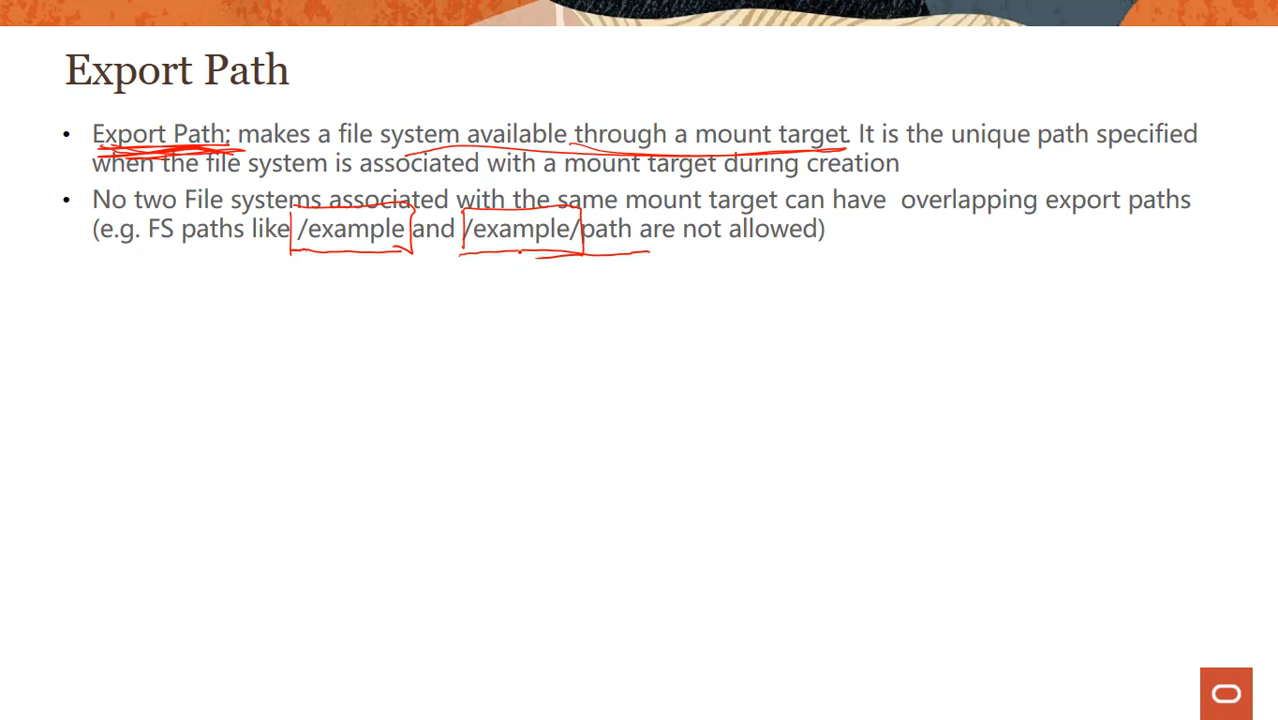 Export Path
• Export Path: makes a file system available through a mount target. It is the unique path specified
when the file system is associated with a mount target during creation
• No two File systems associated with the same mount target can have overlapping export paths
(e.g. FS paths like /example and /example/path are not allowed)